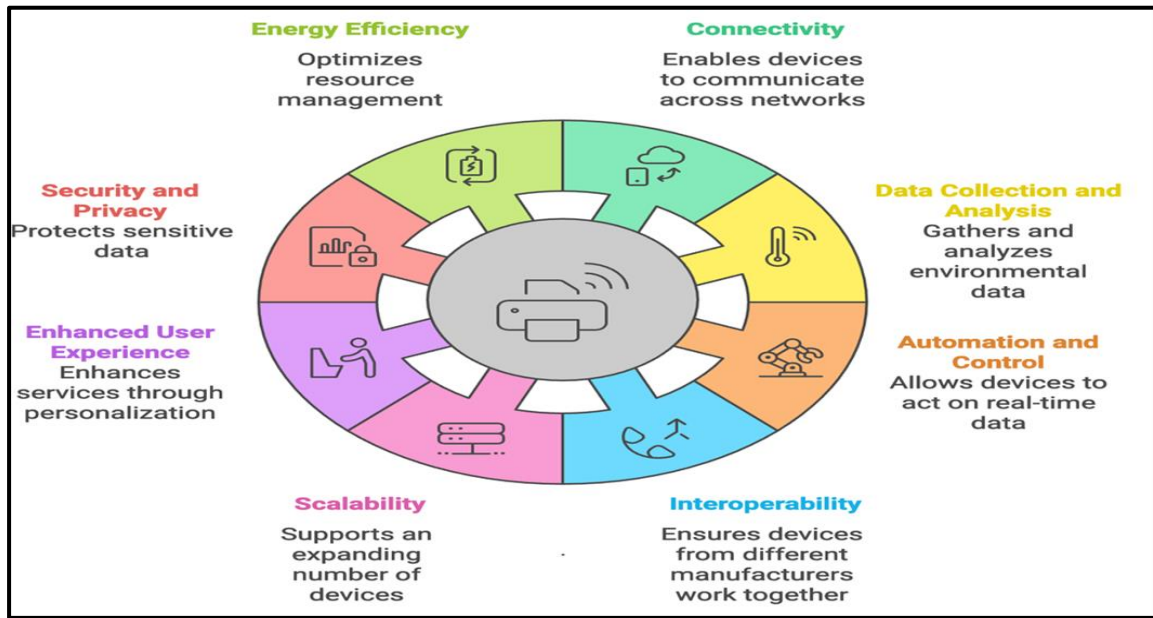 Energy Efficiency
Optimizes
resource
management
Connectivity
Enables devices
to communicate
across networks
Data Collection and
Analysis
Gathers and
analyzes
environmental
data
Automation and
Control
Allows devices to
act on real-time
data
Interoperability
Ensures devices
from different
manufacturers
work together
Scalability
Supports an
expanding
number of
devices
Enhanced User
Experience
Enhances
services through
personalization
Security and
Privacy
Protects sensitive
data